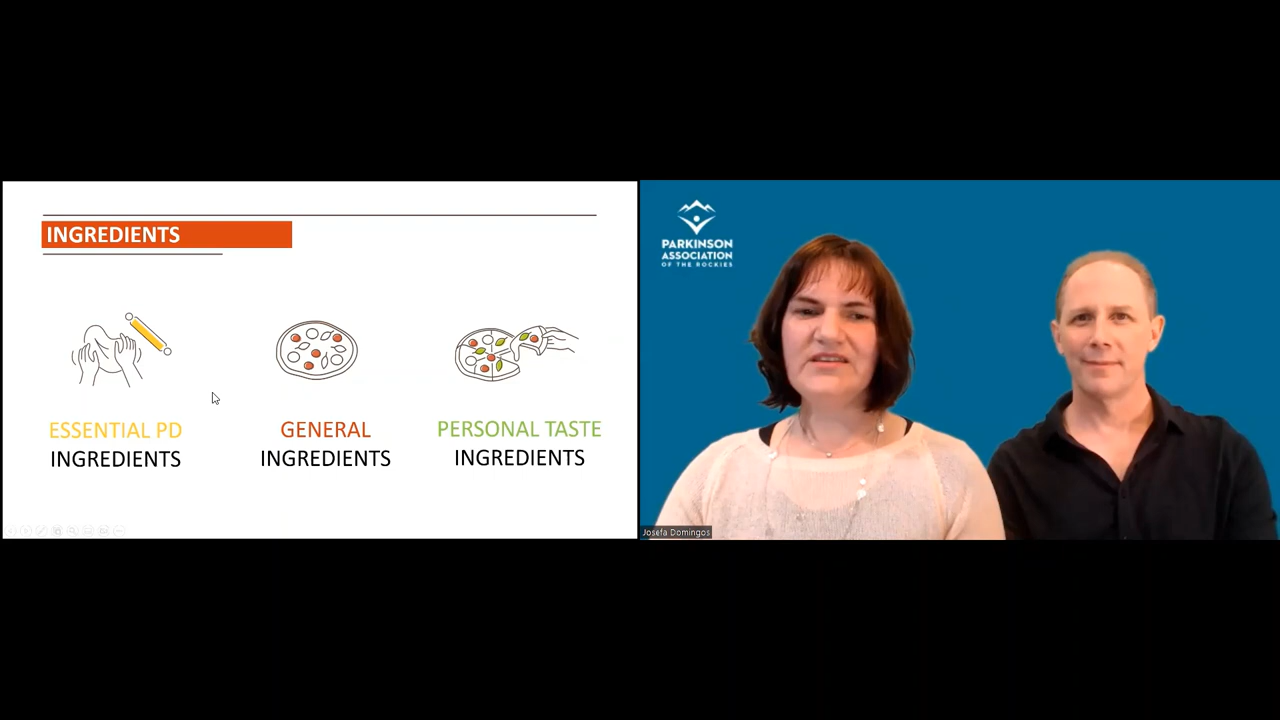 INGREDIENTS
ESSENTIAL PD
INGREDIENTS
GENERAL
INGREDIENTS
PERSONAL TASTE
INGREDIENTS
PARKINSON
ASSOCIATION
OF THE ROCKIES
Josefa Domingos